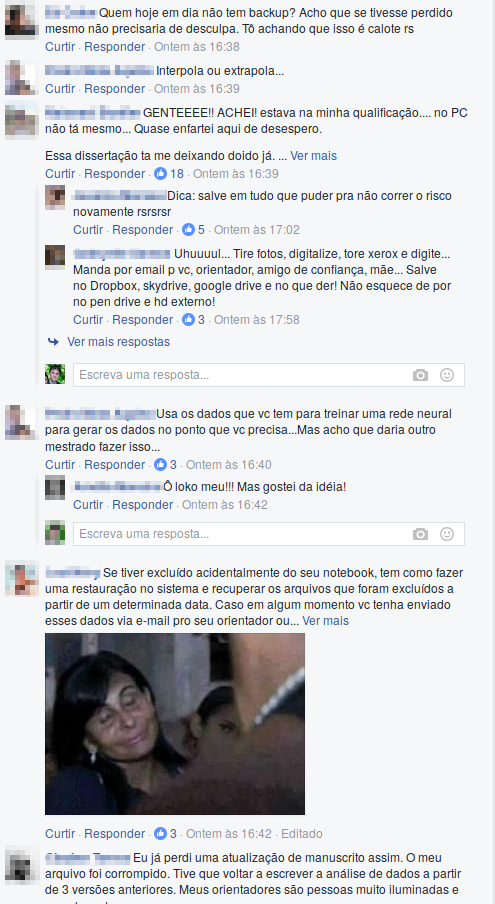 Quem hoje em dia não tem backup? Acho que se tivesse perdido
mesmo não precisaria de desculpa. Tô achando que isso é calote rs
Curtir · Responder · Ontem às 16:38
Interpola ou extrapola...
Curtir · Responder · Ontem às 16:39
GENTEEEE!! ACHEI! estava na minha qualificação.... no PC
não tá mesmo... Quase enfartei aqui de desespero.
Essa dissertação ta me deixando doido já. ... Ver mais
Curtir · Responder · 18 · Ontem às 16:39
Dica: salve em tudo que puder pra não correr o risco
novamente rsrsrsr
Curtir · Responder · 5 · Ontem às 17:02
Uhuuuul... Tire fotos, digitalize, tore xerox e digite...
Manda por email p vc, orientador, amigo de confiança, mãe... Salve
no Dropbox, skydrive, google drive e no que der! Não esquece de por
no pen drive e hd externo!
Curtir · Responder · 3 · Ontem às 17:58
Ver mais respostas
Escreva uma resposta...
Usa os dados que vc tem para treinar uma rede neural
para gerar os dados no ponto que vc precisa...Mas acho que daria outro
mestrado fazer isso...
Curtir · Responder · 3 · Ontem às 16:40
Ô loko meu!!! Mas gostei da idéia!
Curtir · Responder · Ontem às 16:42
Escreva uma resposta...
Se tiver excluído acidentalmente do seu notebook, tem como fazer
uma restauração no sistema e recuperar os arquivos que foram excluídos a
partir de um determinada data. Caso em algum momento vc tenha enviado
esses dados via e-mail pro seu orientador ou... Ver mais
Curtir · Responder · 3 · Ontem às 16:42 · Editado
Eu já perdi uma atualização de manuscrito assim. O meu
arquivo foi corrompido. Tive que voltar a escrever a análise de dados a partir
de 3 versões anteriores. Meus orientadores são pessoas muito iluminadas e